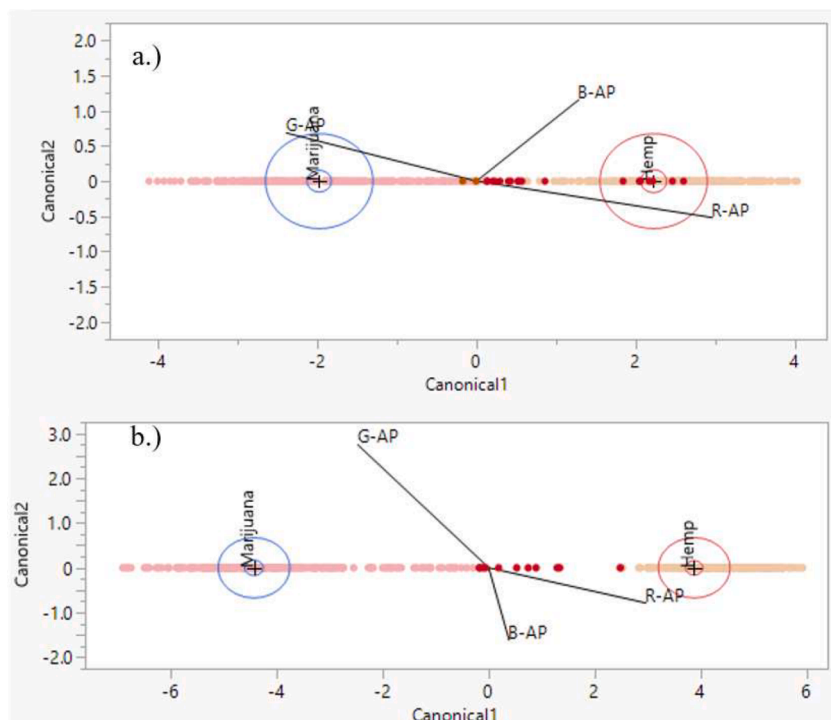 a.)
2.0
1.5
1.0
0.5
0
-0.5
-1.0
-1.5
-2.0
Canonical2
B-AP
G-AP
Marijuana
Hemp
R-AP
-4
-2
0
2
4
Canonical1
b.)
3.0
2.0
1.0
0
-1.0
-2.0
Canonical2
G-AP
Marijuana
Hemp
R-AP
B-AP
-6
-4
-2
0
2
4
6
Canonical1